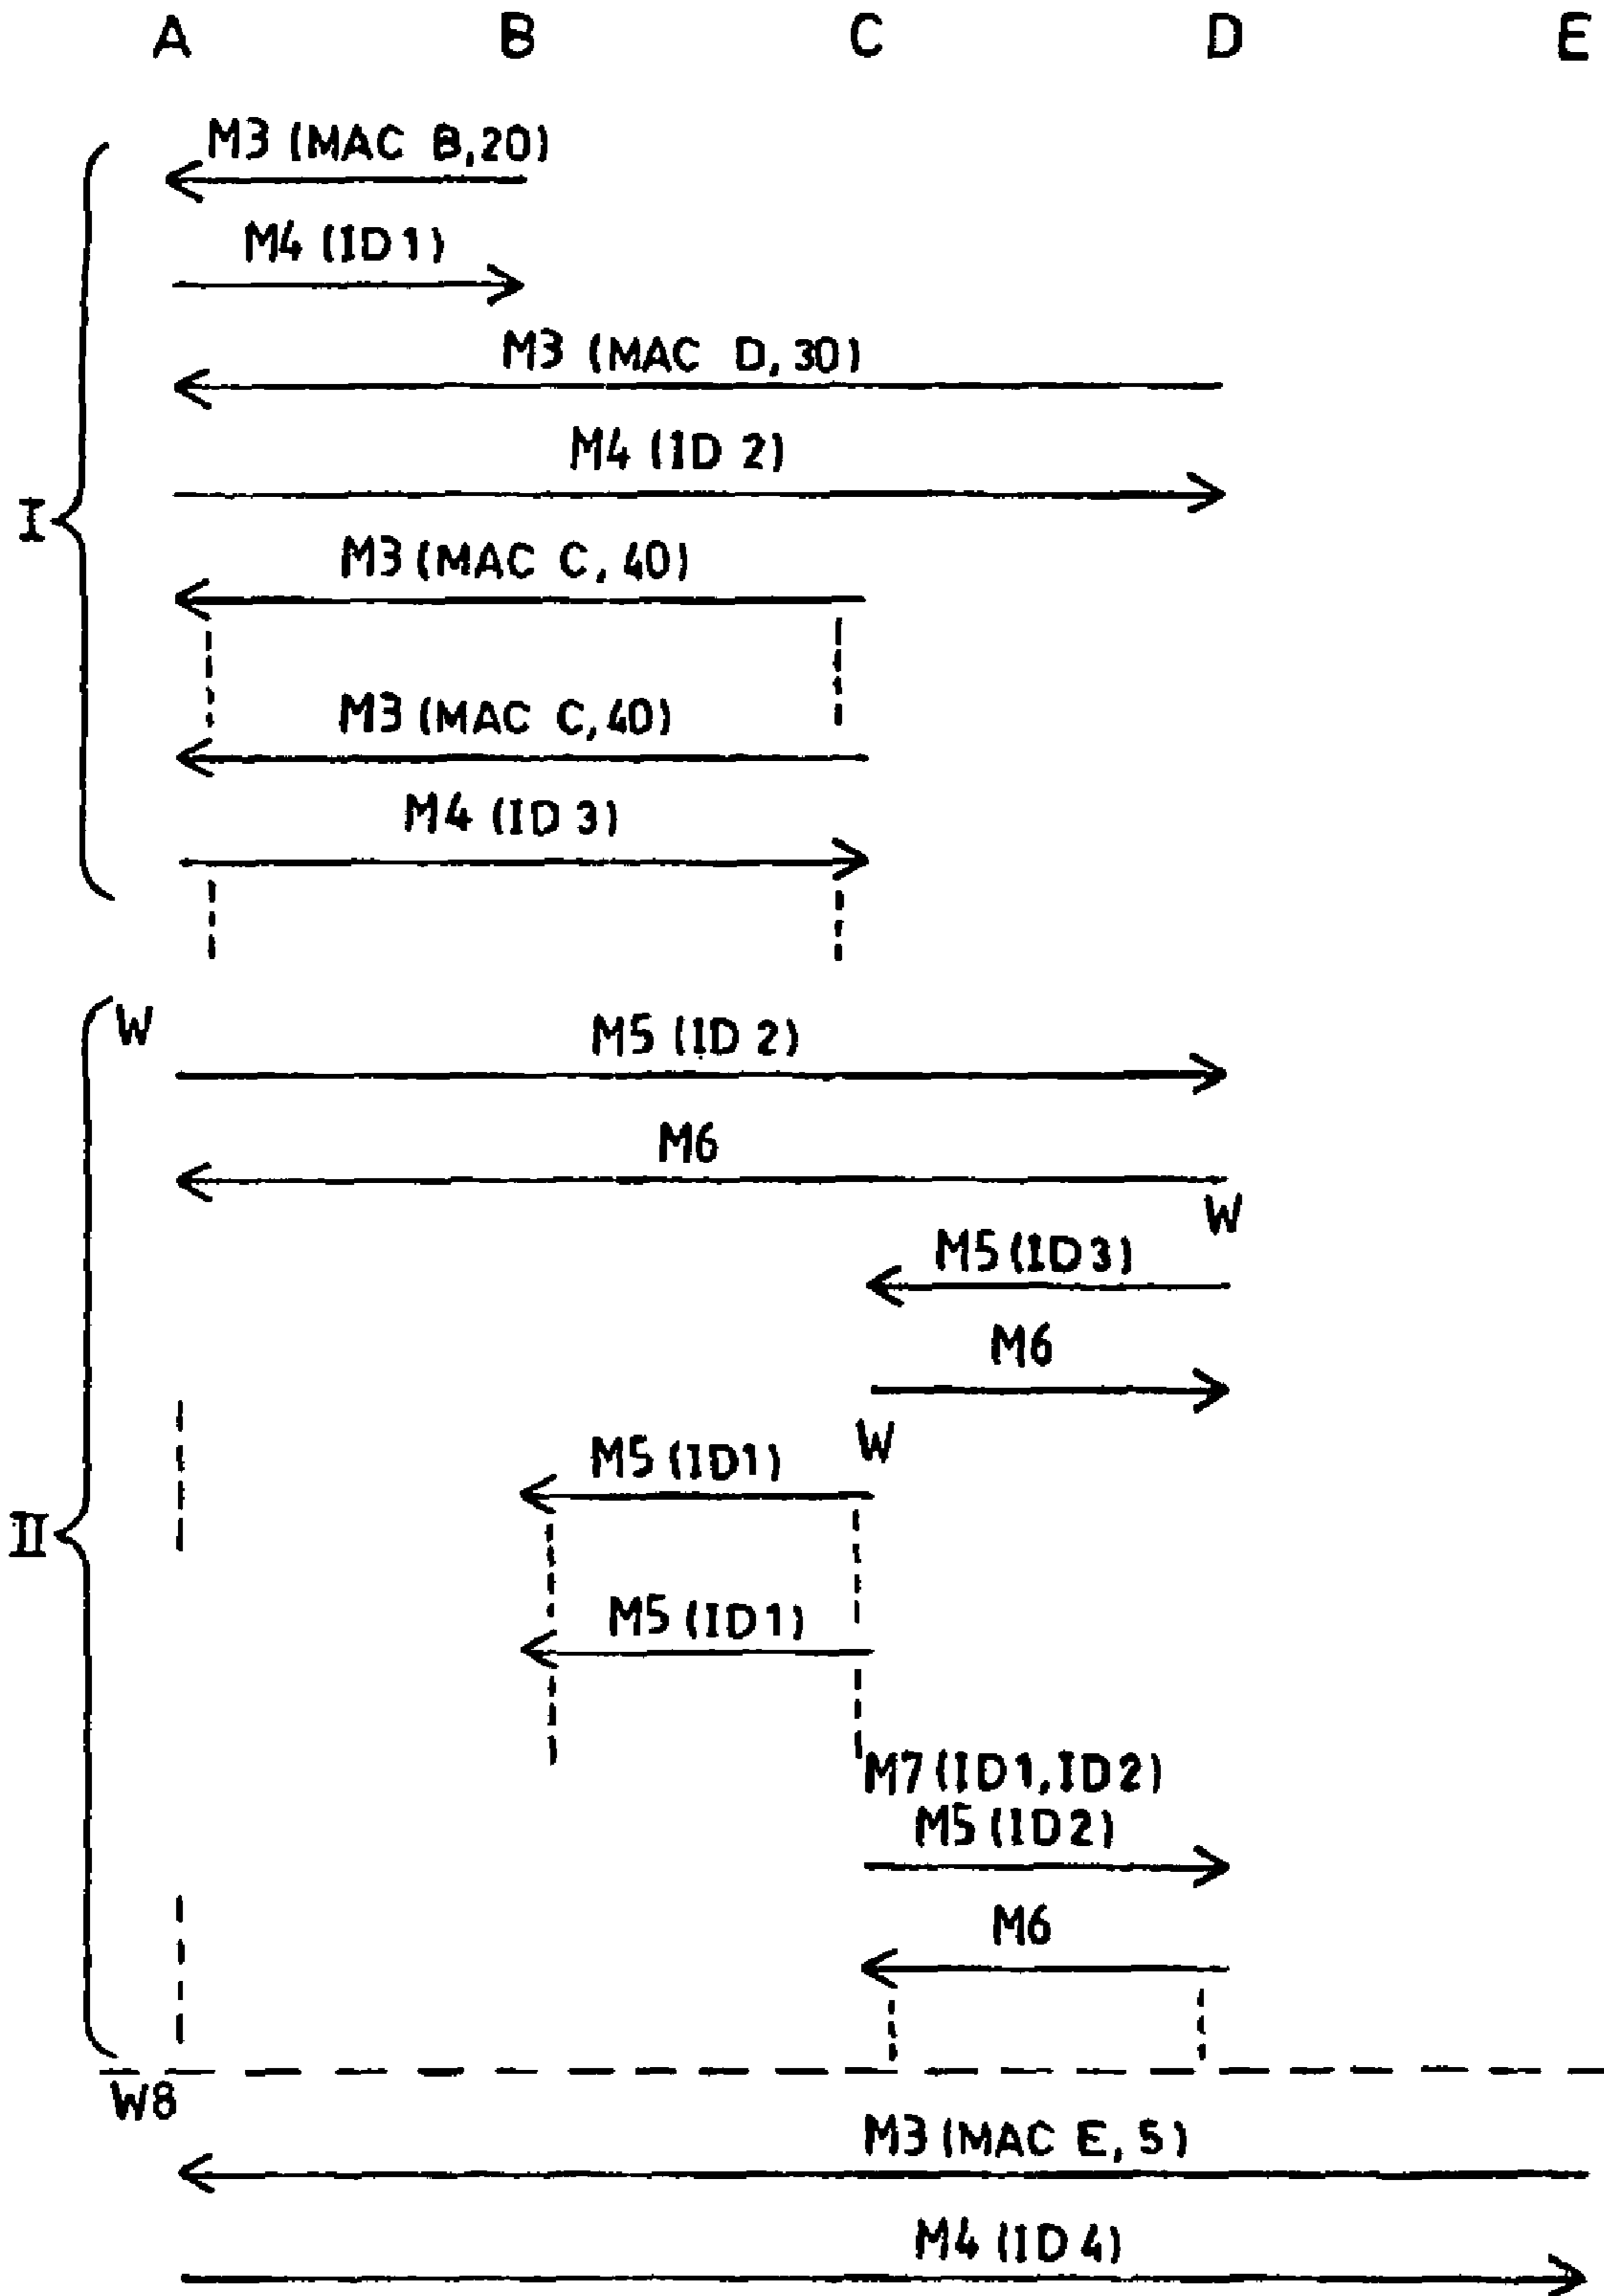 A B C D E
M3 (MAC B,20)
M4 (ID1)
M3 (MAC D,30)
M4 (ID 2)
I
M3 (MAC C, 40)
M3 (MAC C,40)
M4 (ID 3)
W
M5 (ID 2)
M6
W
M5 (ID3)
M6
W
M5 (ID1)
II
M5 (ID1)
M7 (ID1,ID2)
M5 (ID2)
M6
W8
M3 (MAC E, 5)
M4 (ID 4)